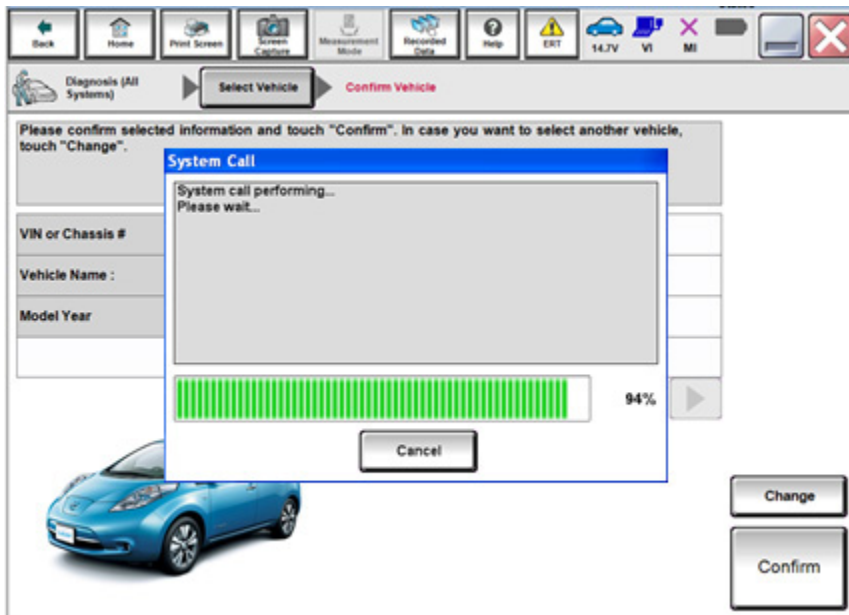 Back
Home
Print Screen
Screen
Capture
Measurement
Mode
Recorded
Data
Help
ERT
14.7V
VI
MI
Diagnosis (All
Systems)
Select Vehicle
Confirm Vehicle
Please confirm selected information and touch "Confirm". In case you want to select another vehicle,
touch "Change".
System Call
System call performing...
Please wait...
VIN or Chassis #
Vehicle Name :
Model Year
94%
Cancel
Change
Confirm